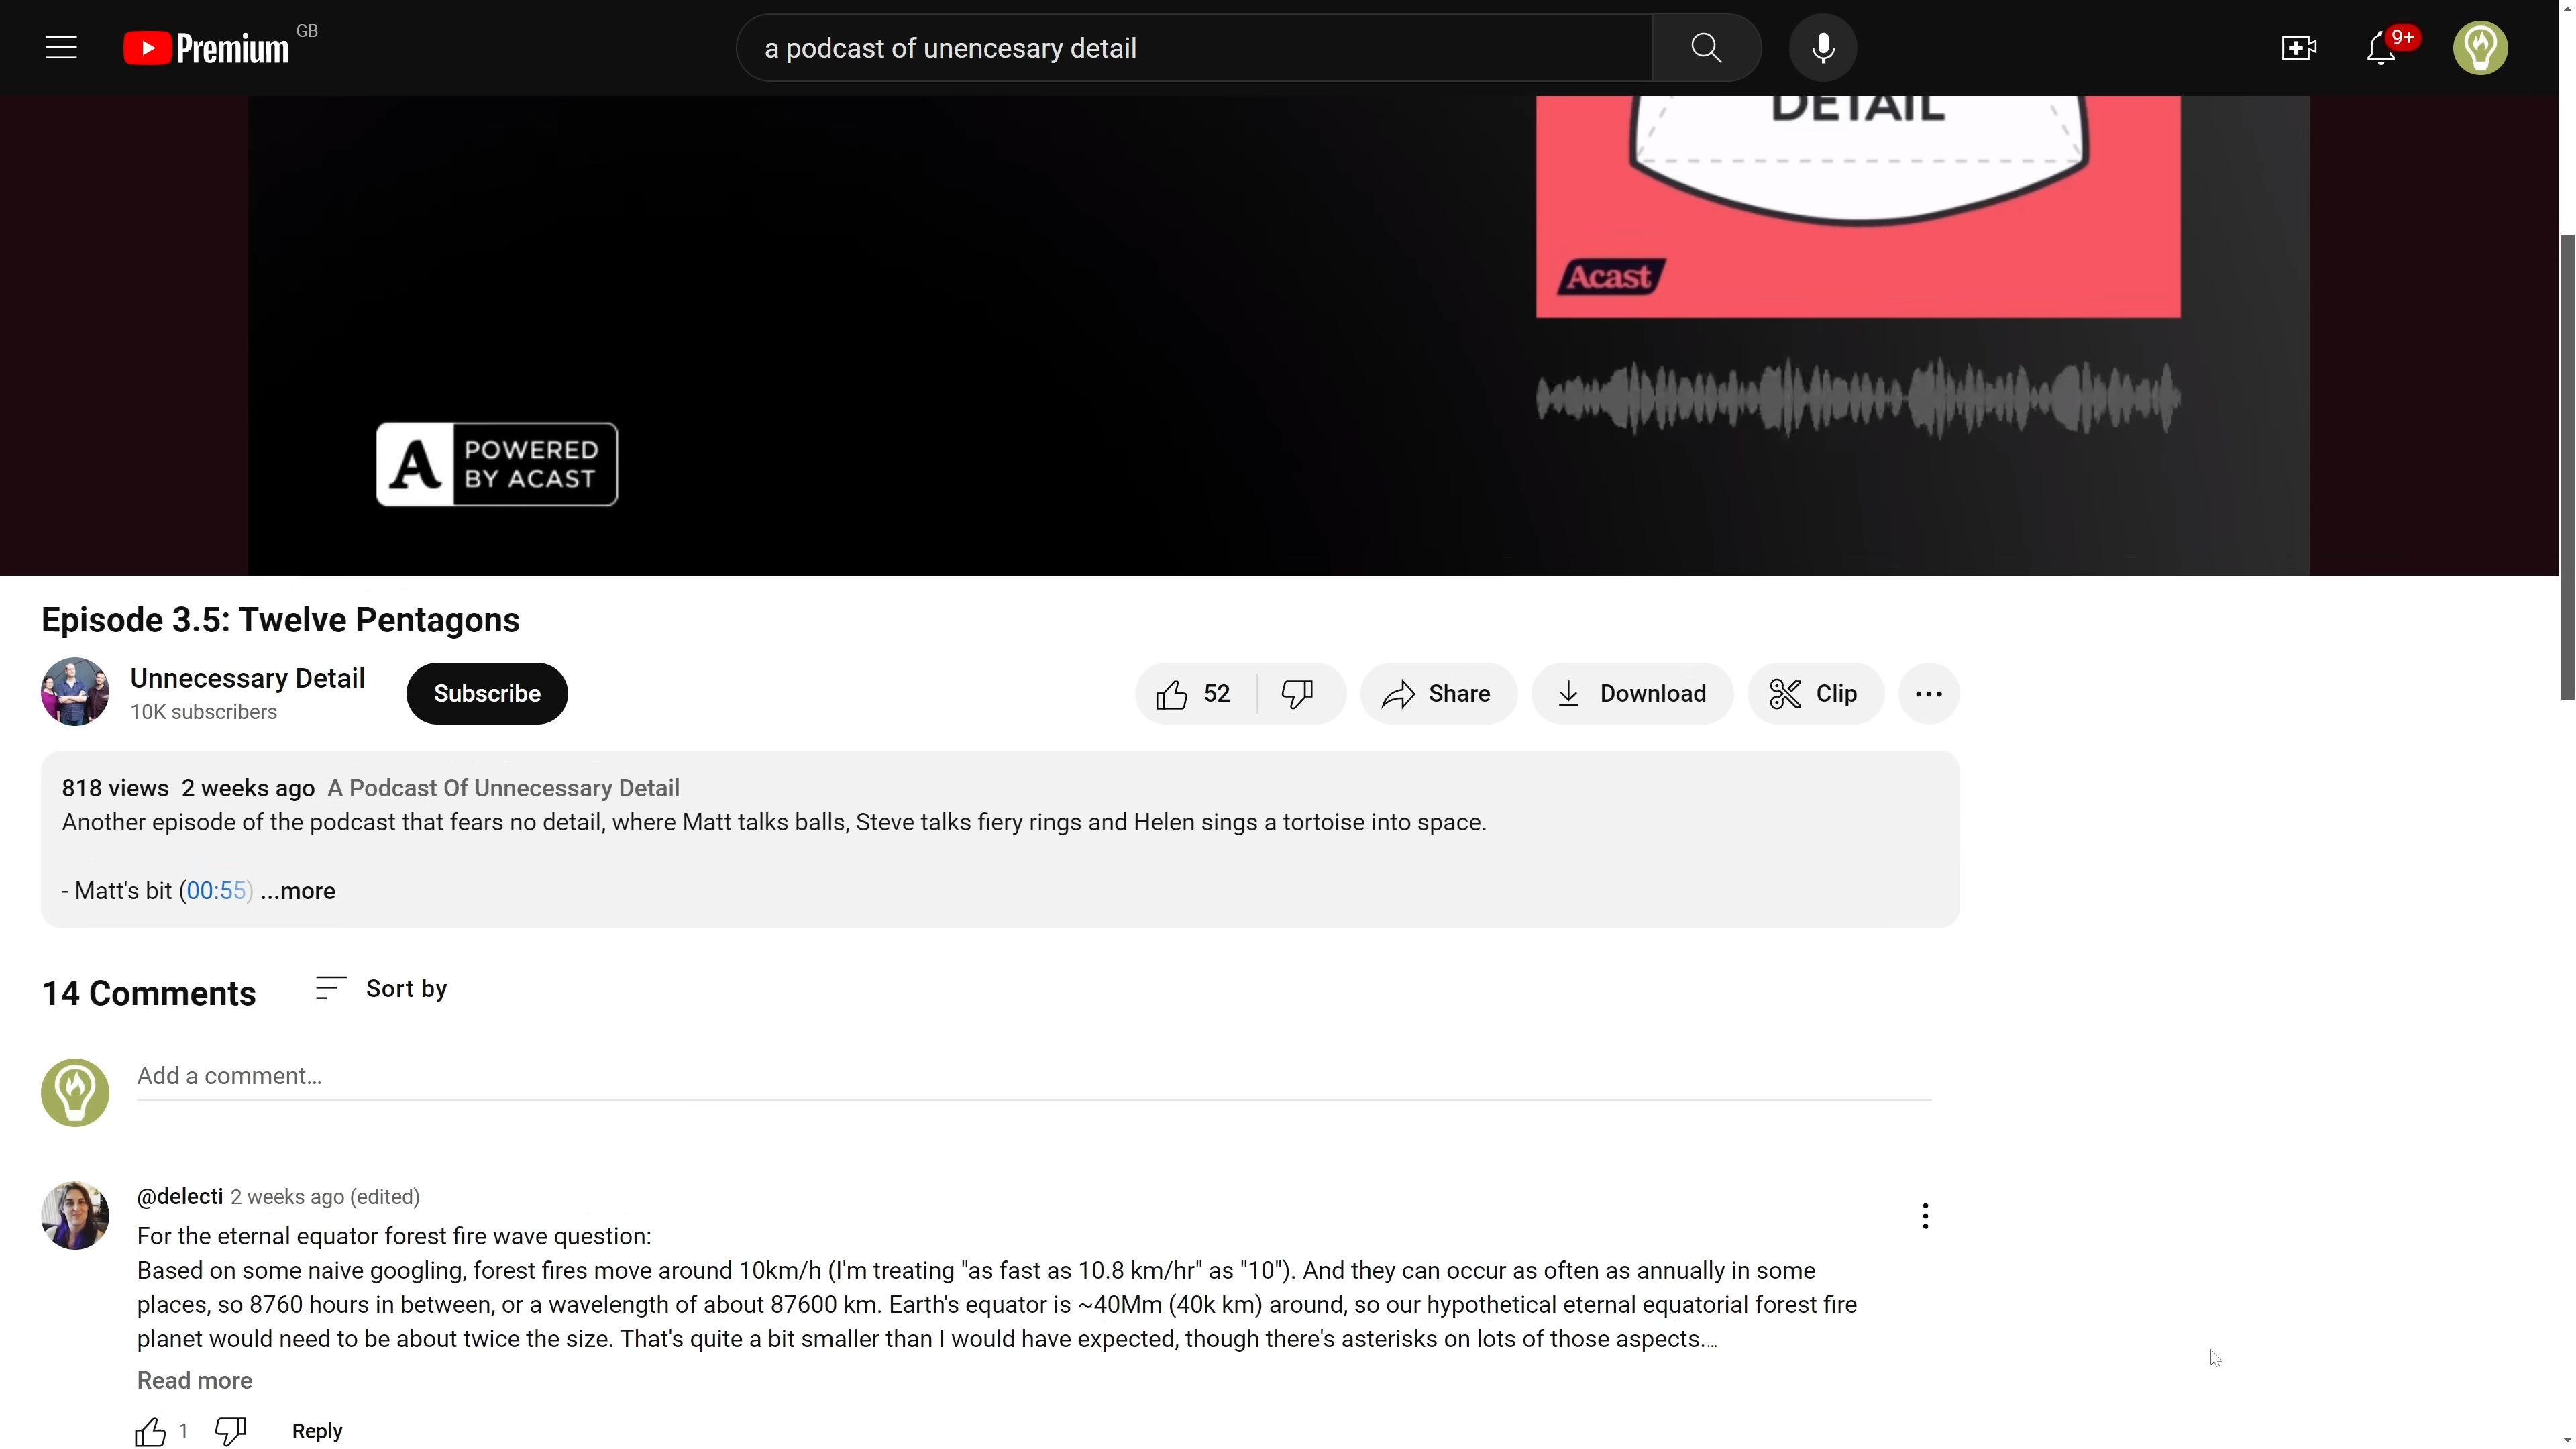 Premium GB
a podcast of unencesary detail
9+
DETAIL
Acast
A POWERED
BY ACAST
Episode 3.5: Twelve Pentagons
Unnecessary Detail
10K subscribers
Subscribe
52
Share
Download
Clip
818 views 2 weeks ago A Podcast Of Unnecessary Detail
Another episode of the podcast that fears no detail, where Matt talks balls, Steve talks fiery rings and Helen sings a tortoise into space.
- Matt's bit (00:55) ...more
14 Comments
Sort by
Add a comment...
@delecti 2 weeks ago (edited)
For the eternal equator forest fire wave question:
Based on some naive googling, forest fires move around 10km/h (I'm treating "as fast as 10.8 km/hr" as "10"). And they can occur as often as annually in some
places, so 8760 hours in between, or a wavelength of about 87600 km. Earth's equator is ~40Mm (40k km) around, so our hypothetical eternal equatorial forest fire
planet would need to be about twice the size. That's quite a bit smaller than I would have expected, though there's asterisks on lots of those aspects....
Read more
1
Reply